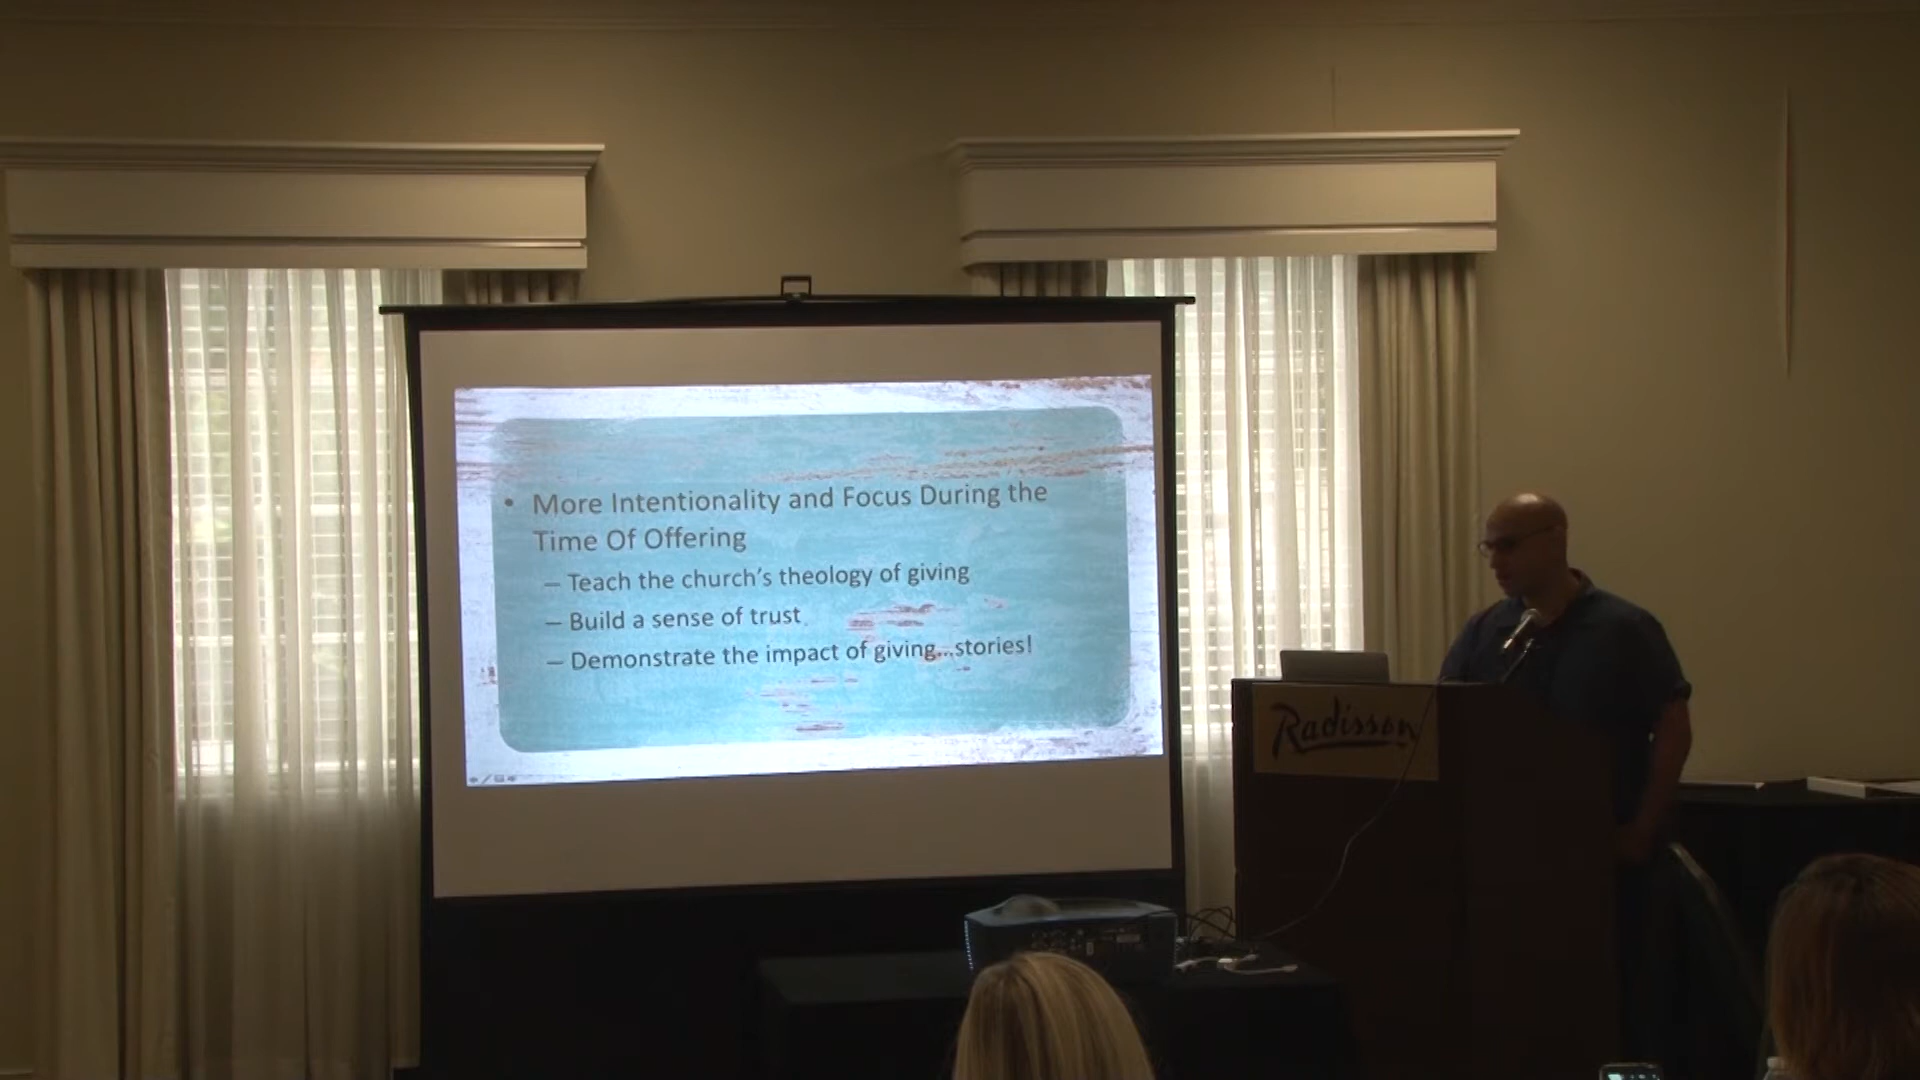 • More Intentionality and Focus During the
Time Of Offering
– Teach the church's theology of giving
– Build a sense of trust
– Demonstrate the impact of giving...stories!
Radisson